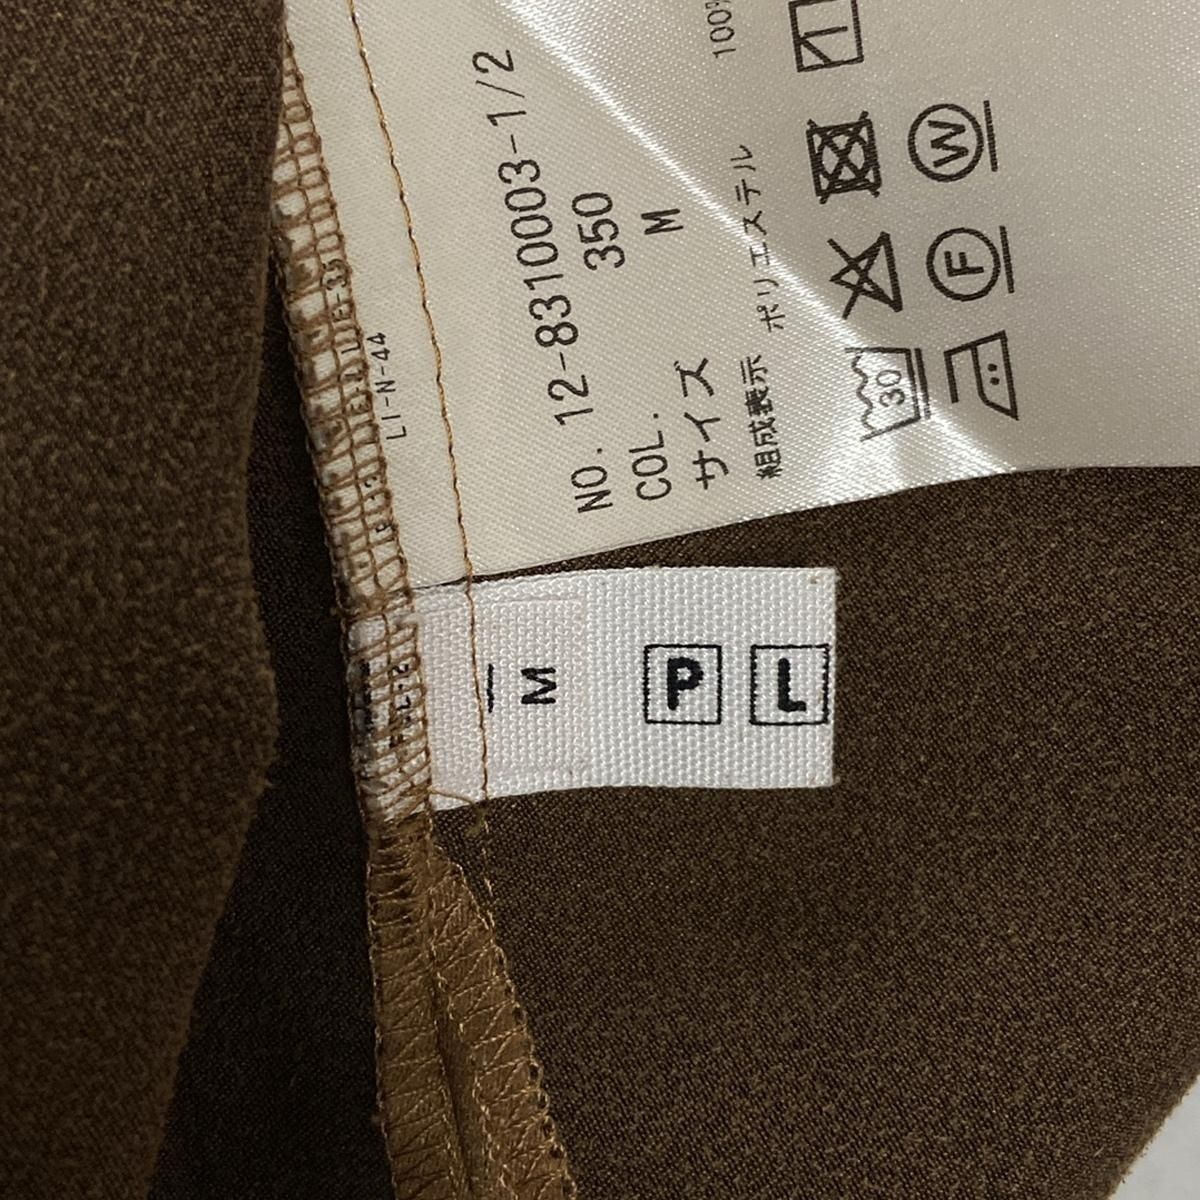 LI-N-44
NO. 12-8310003-1/2
COL. 350
サイズ M
組成表示 ポリエステル 100%
30
F W
M
P
L